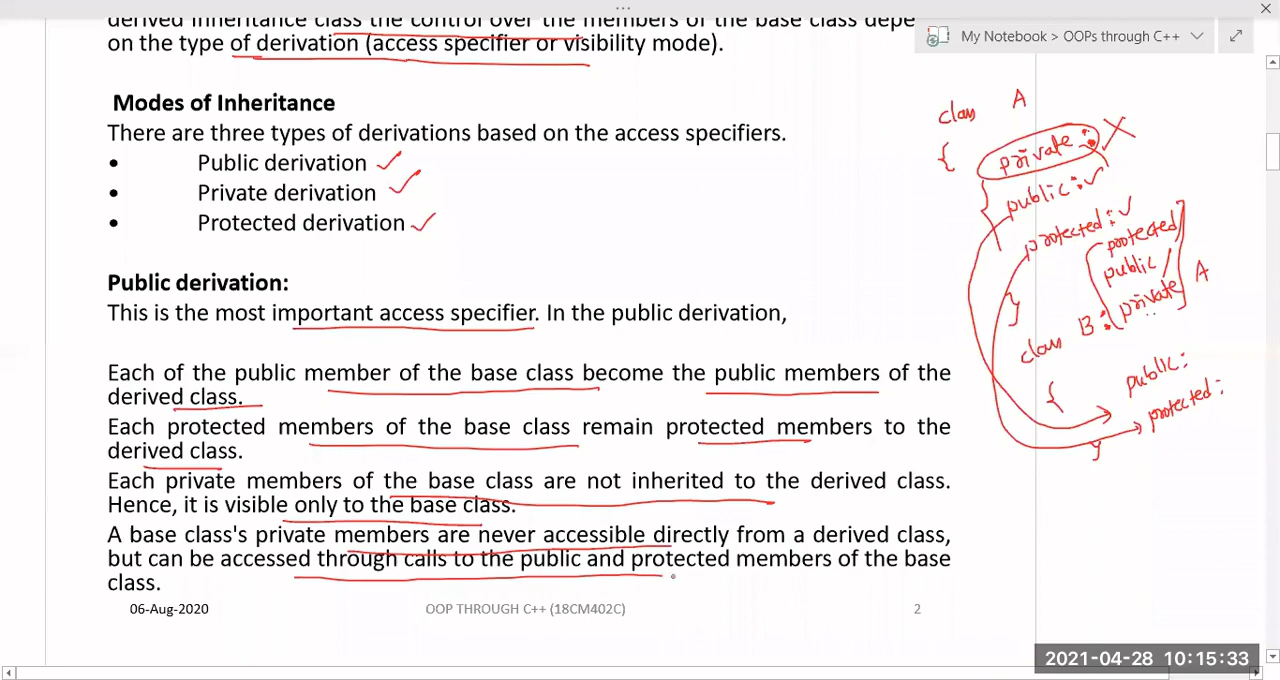 derived inheritance class the control over the members of the base class depe
on the type of derivation (access specifier or visibility mode).
My Notebook > OOPs through C++
Modes of Inheritance
There are three types of derivations based on the access specifiers.
• Public derivation
• Private derivation
• Protected derivation
Public derivation:
This is the most important access specifier. In the public derivation,
Each of the public member of the base class become the public members of the
derived class.
Each protected members of the base class remain protected members to the
derived class.
Each private members of the base class are not inherited to the derived class.
Hence, it is visible only to the base class.
A base class's private members are never accessible directly from a derived class,
but can be accessed through calls to the public and protected members of the base
class.
06-Aug-2020
OOP THROUGH C++ (18CM402C)
2
class A
{
private:
public:
protected:
}
class B:
protected
public
private
A
{
public:
protected:
}
2021-04-28 10:15:33